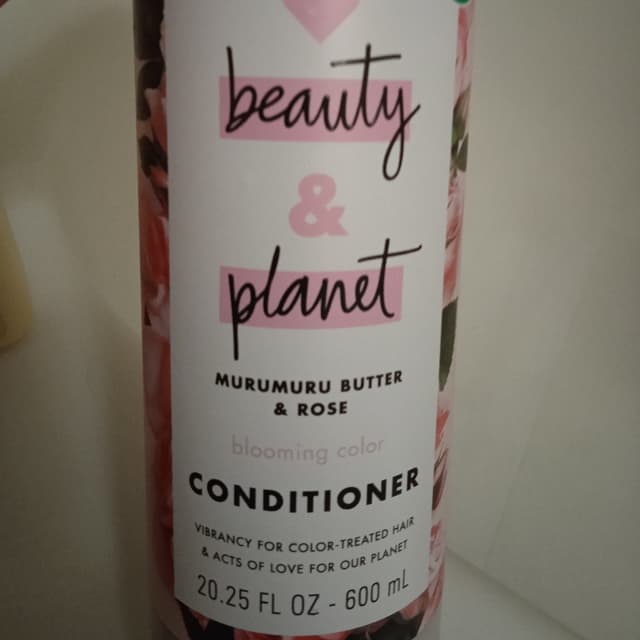 beauty
&
planet
MURUMURU BUTTER
& ROSE
blooming color
CONDITIONER
VIBRANCY FOR COLOR-TREATED HAIR
& ACTS OF LOVE FOR OUR PLANET
20.25 FL OZ - 600 mL